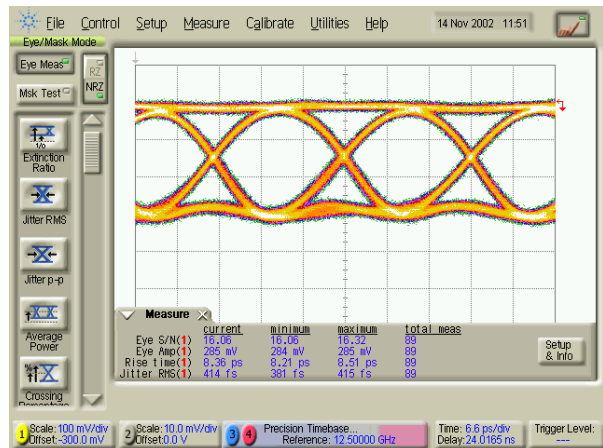 File Control Setup Measure Calibrate Utilities Help 14 Nov 2002 11:51
Eye/Mask Mode
Eye Meas
Msk Test
RZ
NRZ
Extinction
Ratio
Jitter RMS
Jitter p-p
Average
Power
Crossing
Percentage
Measure
current minimum maximum total meas
Eye S/N(1) 16.06 16.06 16.32 89
Eye Amp(1) 285 mV 284 mV 285 mV 89
Rise time(1) 8.36 ps 8.21 ps 8.51 ps 89
Jitter RMS(1) 414 fs 381 fs 415 fs 89
Setup
& Info
1 Scale:100 mV/div
Offset:-300.0 mV
2 Scale:10.0 mV/div
Offset:0.0 V
3 4 Precision Timebase...
Reference: 12.50000 GHz
Time: 6.6 ps/div
Delay:24.0165 ns
Trigger Level:
---